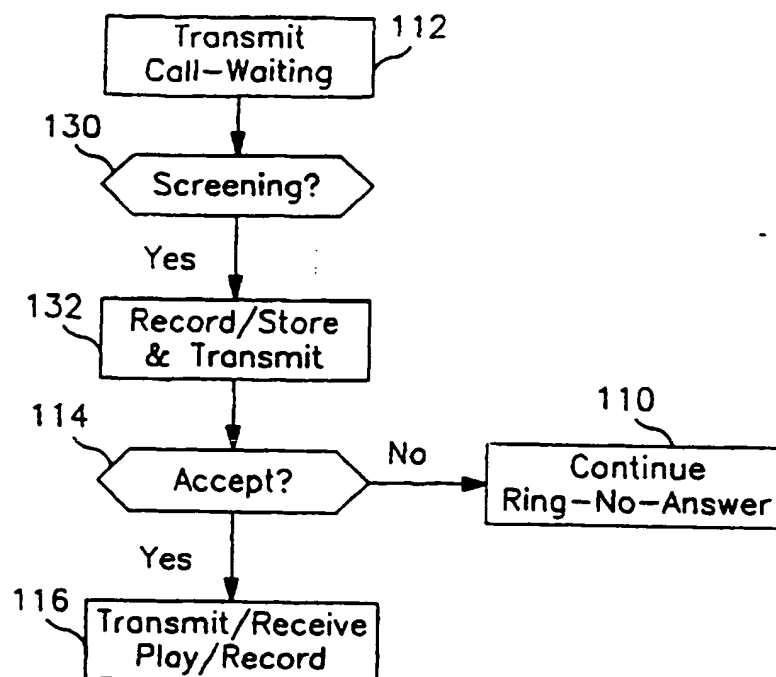 Transmit
Call-Waiting
112
130
Screening?
Yes
132
Record/Store
& Transmit
114
Accept?
No
110
Continue
Ring-No-Answer
Yes
116
Transmit/Receive
Play/Record